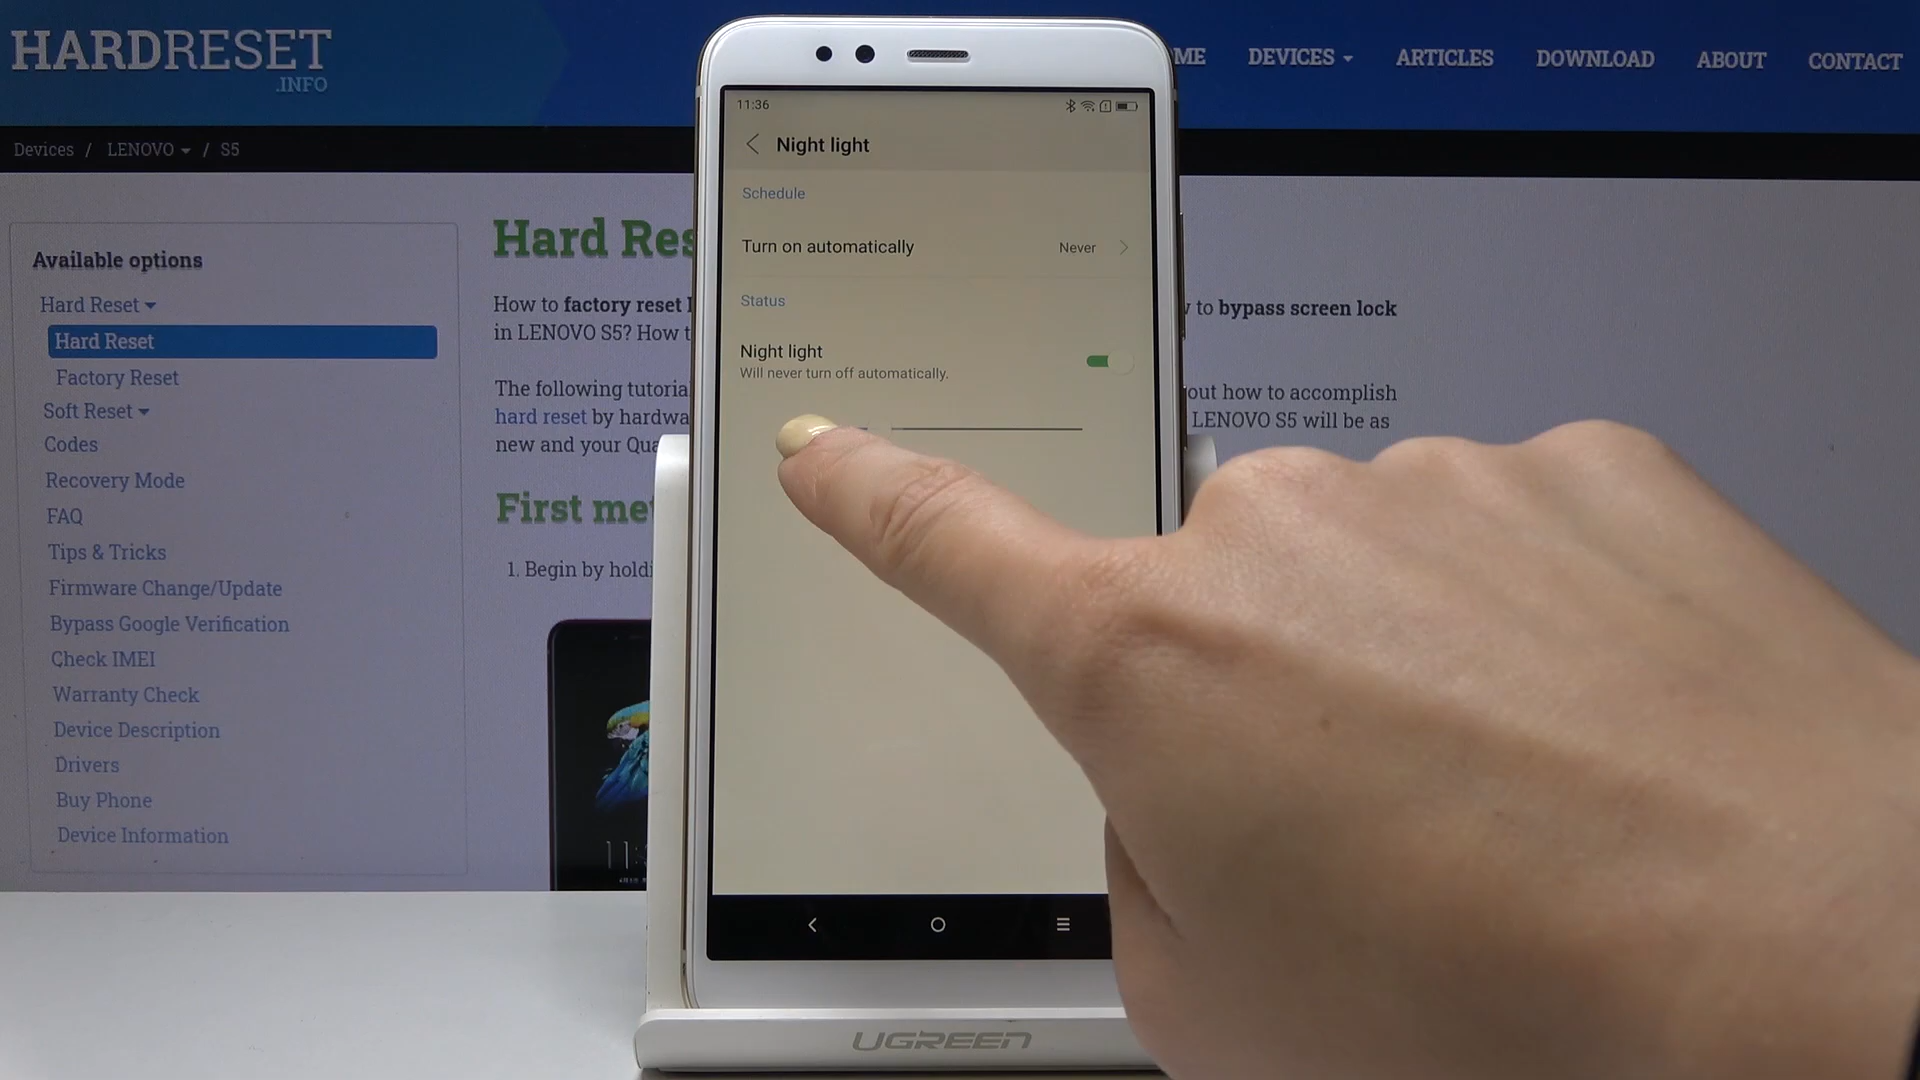 HARDRESET
.INFO
ME
DEVICES
ARTICLES
DOWNLOAD
ABOUT
CONTACT
Devices / LENOVO / S5
Available options
Hard Reset
Hard Reset
Factory Reset
Soft Reset
Codes
Recovery Mode
FAQ
Tips & Tricks
Firmware Change/Update
Bypass Google Verification
Check IMEI
Warranty Check
Device Description
Drivers
Buy Phone
Device Information
Hard Res
How to factory reset
to bypass screen lock
in LENOVO S5? How t
The following tutoria
out how to accomplish
hard reset by hardwa
LENOVO S5 will be as
new and your Qua
First me
1. Begin by holdi
11:36
Night light
Schedule
Turn on automatically
Never
Status
Night light
Will never turn off automatically.
UGREEN